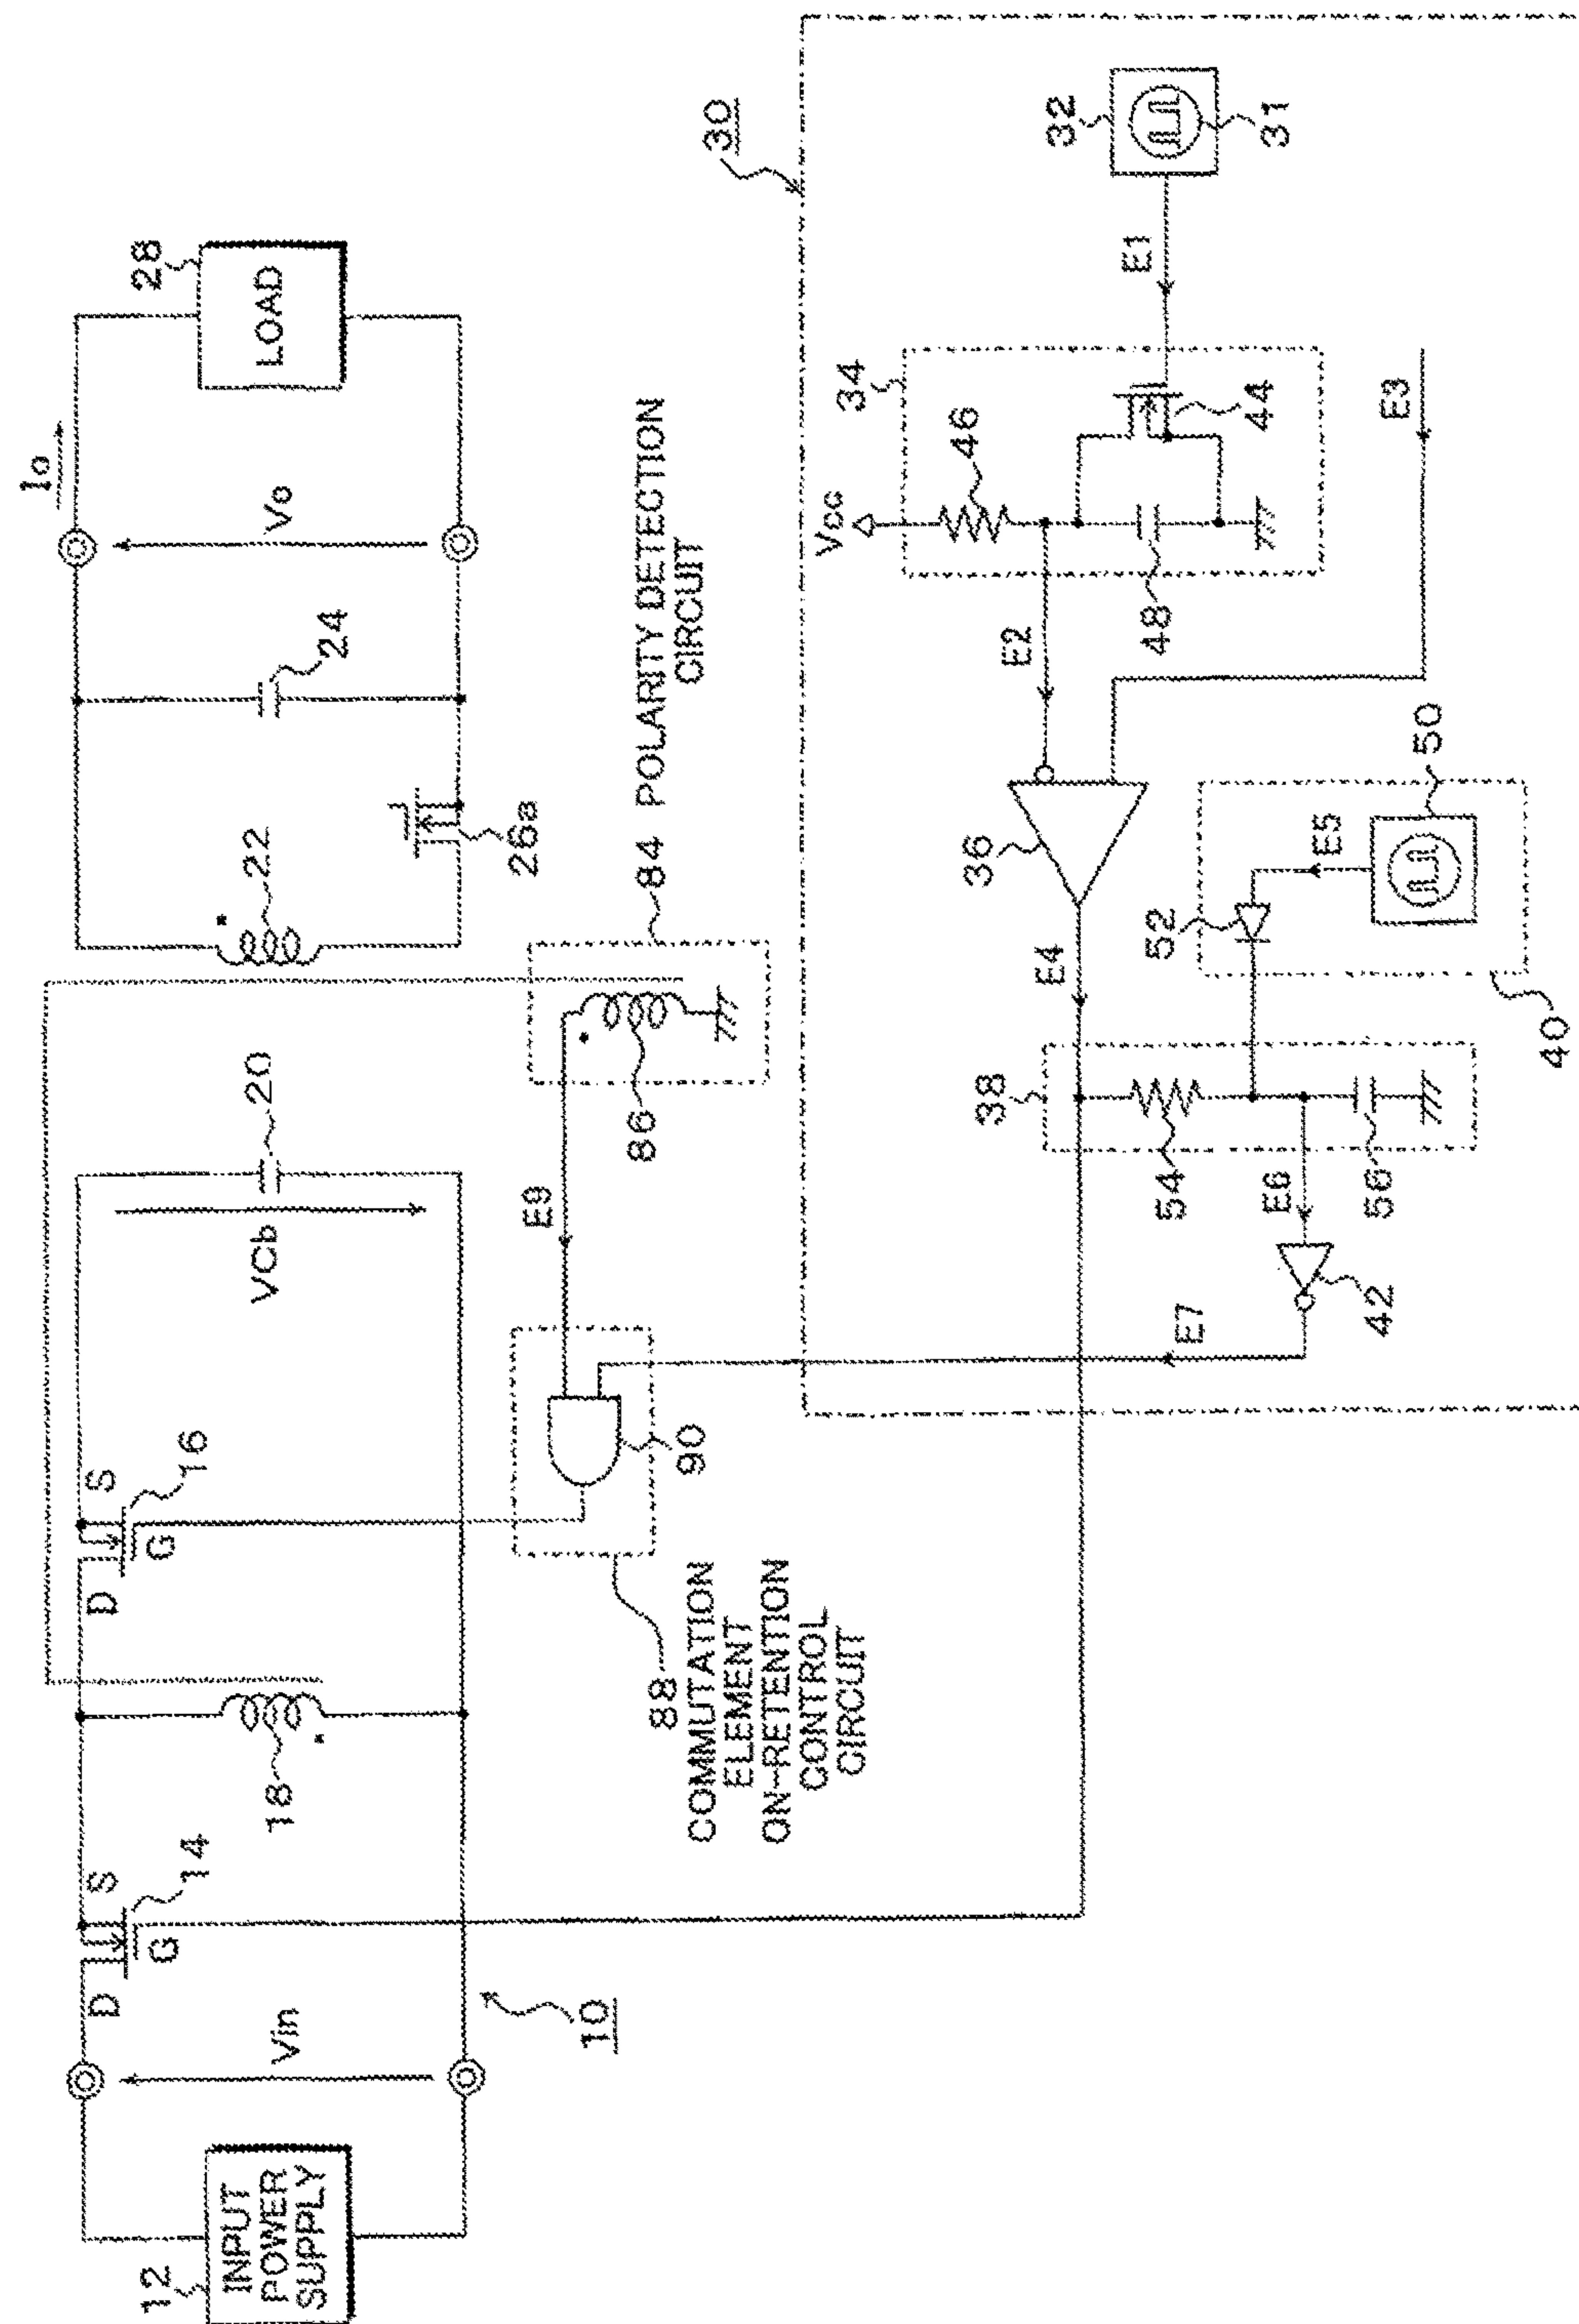 12
INPUT
POWER
SUPPLY
Vin
10
D
S
G
14
18
D
S
G
16
VCb
20
22
26a
24
Vo
Io
28
LOAD
88
COMMUTATION
ELEMENT
ON-RETENTION
CONTROL
CIRCUIT
90
E9
86
84 POLARITY DETECTION
CIRCUIT
30
E7
42
E6
38
54
56
E4
36
52
E5
50
40
E2
Vcc
34
46
48
44
E3
E1
32
31